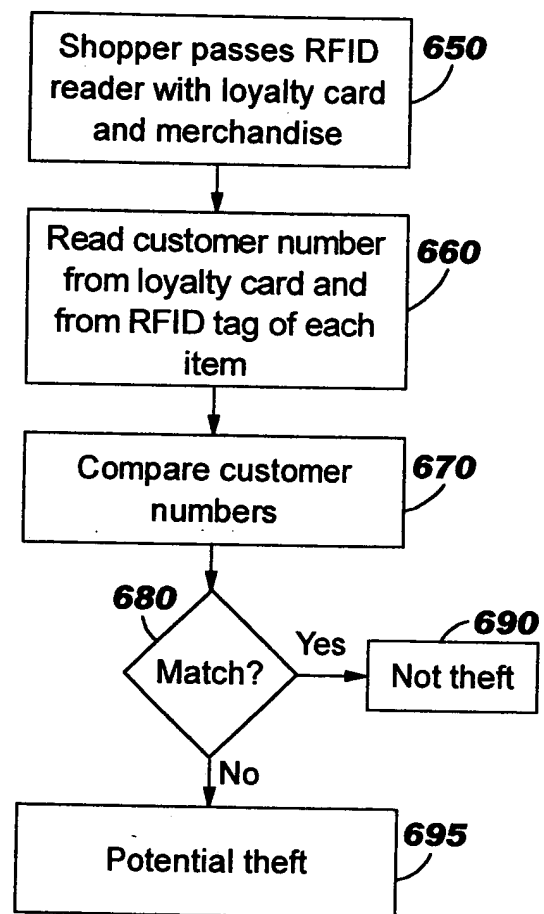 Shopper passes RFID
reader with loyalty card
and merchandise
650
Read customer number
from loyalty card and
from RFID tag of each
item
660
Compare customer
numbers
670
680
Match?
Yes
690
Not theft
No
Potential theft
695